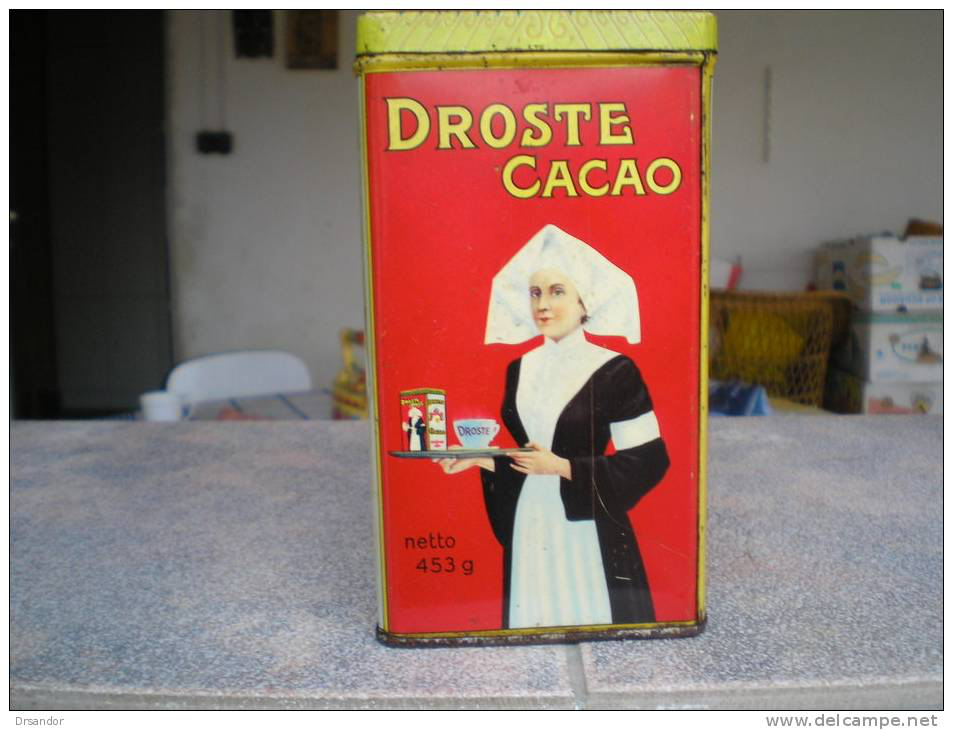 DROSTE
CACAO
DROSTE
netto
453 g
Drsandor
www.delcampe.net